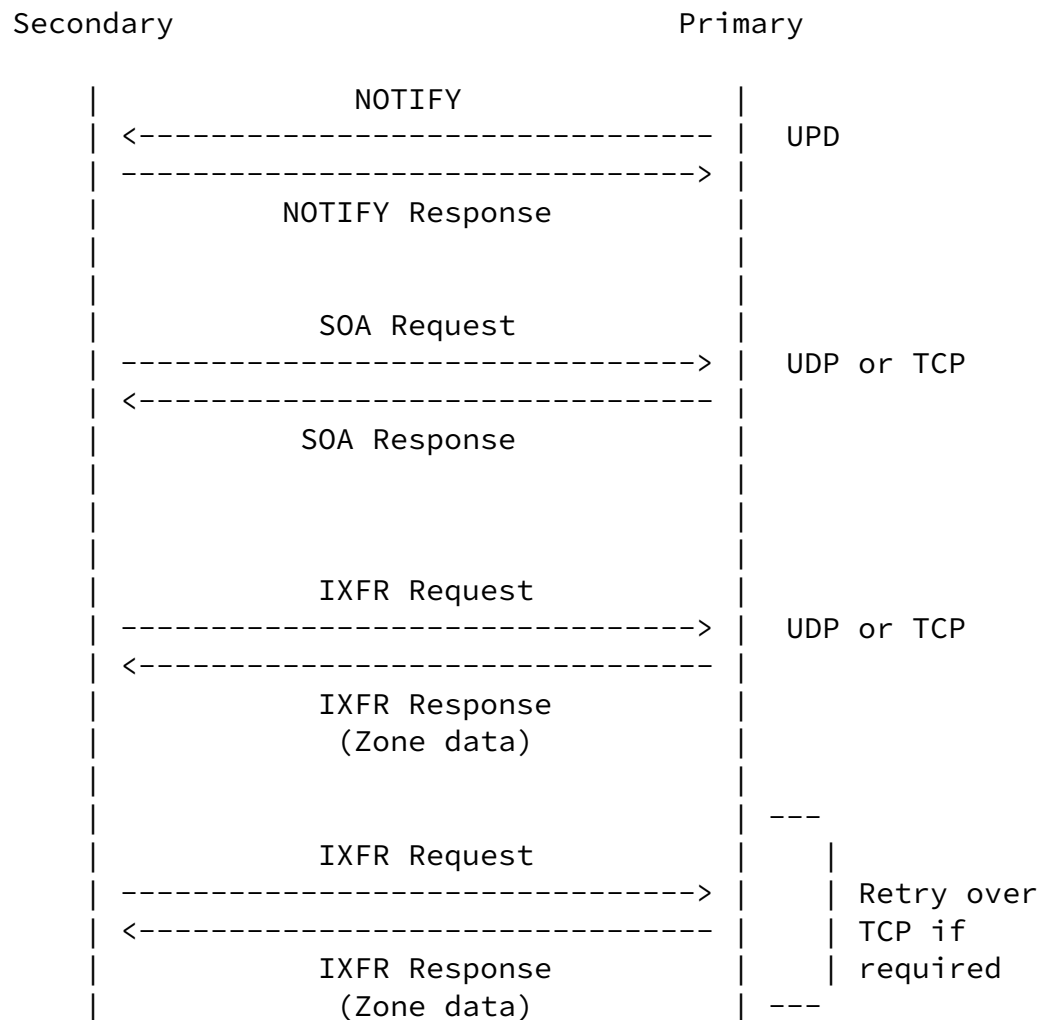 Secondary Primary
NOTIFY
UPD
NOTIFY Response
SOA Request
UDP or TCP
SOA Response
IXFR Request
UDP or TCP
IXFR Response
(Zone data)
IXFR Request
Retry over
TCP if
IXFR Response required
(Zone data)